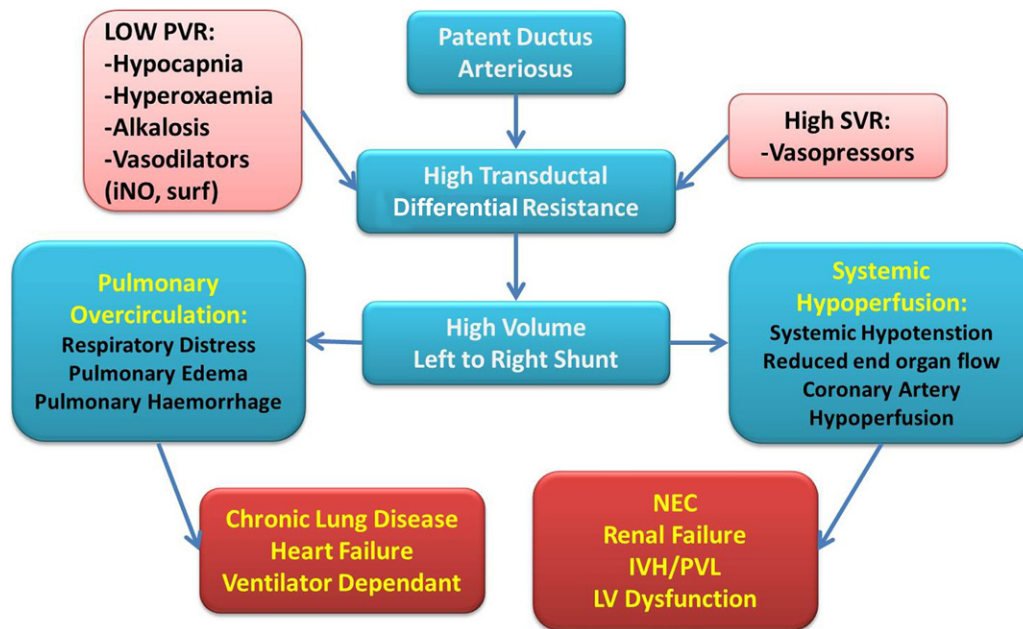 LOW PVR:
-Hypocapnia
-Hyperoxaemia
-Alkalosis
-Vasodilators
(iNO, surf)
Patent Ductus
Arteriosus
High SVR:
-Vasopressors
High Transductal
Differential Resistance
Pulmonary
Overcirculation:
Respiratory Distress
Pulmonary Edema
Pulmonary Haemorrhage
High Volume
Left to Right Shunt
Systemic
Hypoperfusion:
Systemic Hypotenstion
Reduced end organ flow
Coronary Artery
Hypoperfusion
Chronic Lung Disease
Heart Failure
Ventilator Dependant
NEC
Renal Failure
IVH/PVL
LV Dysfunction